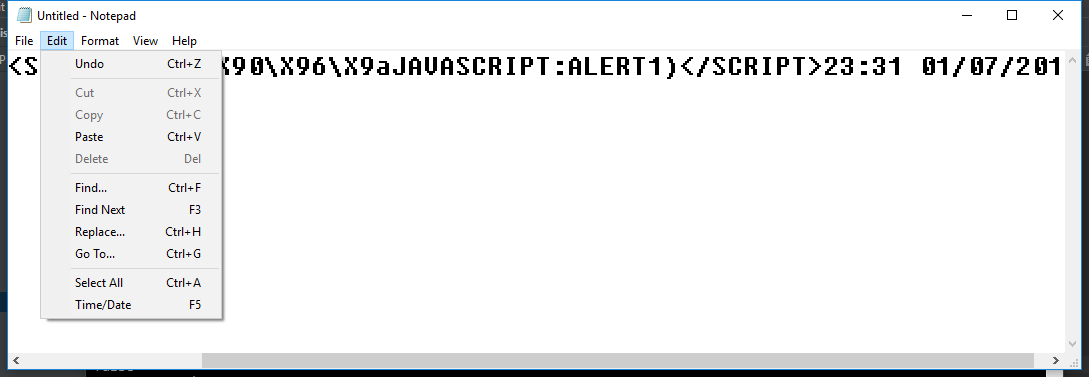 Untitled - Notepad
File Edit Format View Help
<S X90\X96\X9aJAVASCRIPT:ALERT1)</SCRIPT>23:31 01/07/201
Undo Ctrl+Z
Cut Ctrl+X
Copy Ctrl+C
Paste Ctrl+V
Delete Del
Find... Ctrl+F
Find Next F3
Replace... Ctrl+H
Go To... Ctrl+G
Select All Ctrl+A
Time/Date F5